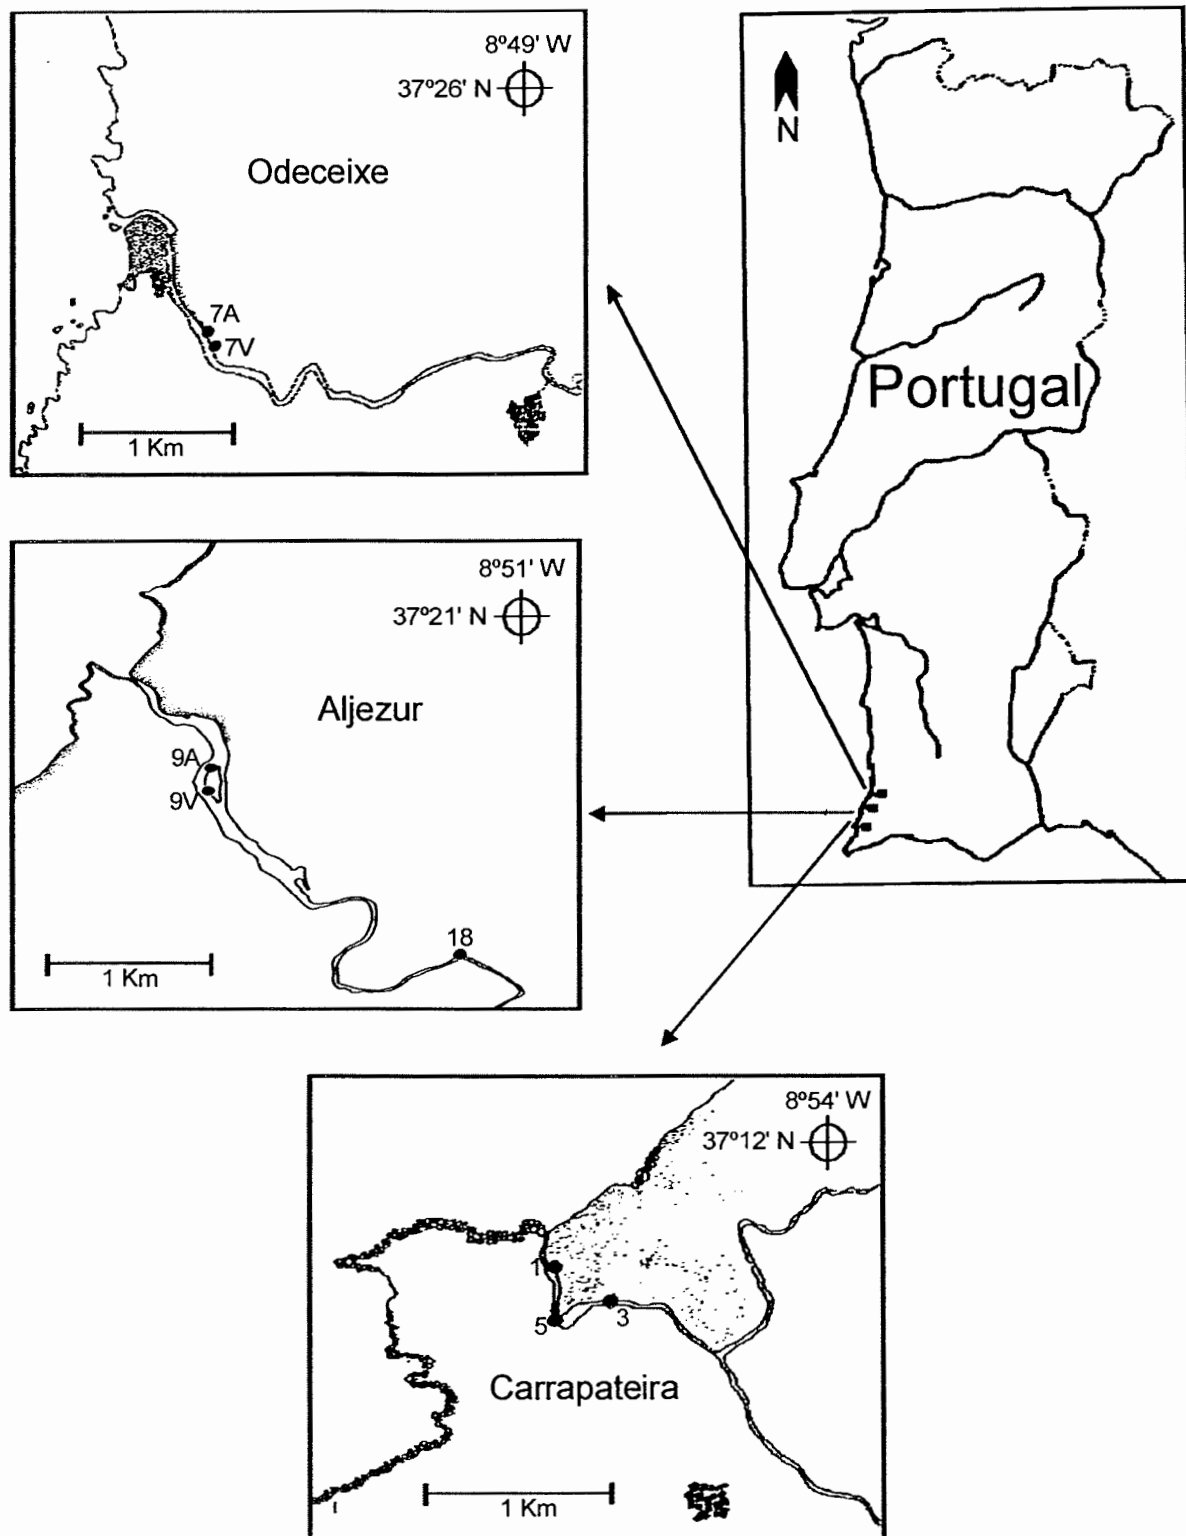 8º49' W
37º26' N
Odeceixe
7A
7V
1 Km
N
Portugal
8º51' W
37º21' N
Aljezur
9A
9V
18
1 Km
8º54' W
37º12' N
1
5
3
Carrapateira
1 Km